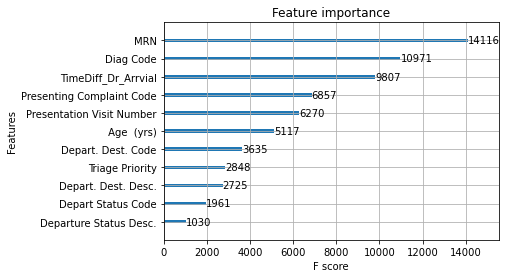 Feature importance
MRN 14116
Diag Code 10971
TimeDiff_Dr_Arrvial 9807
Presenting Complaint Code 6857
Presentation Visit Number 6270
Age  (yrs) 5117
Depart. Dest. Code 3635
Triage Priority 2848
Depart. Dest. Desc. 2725
Depart Status Code 1961
Departure Status Desc. 1030
Features
0 2000 4000 6000 8000 10000 12000 14000
F score